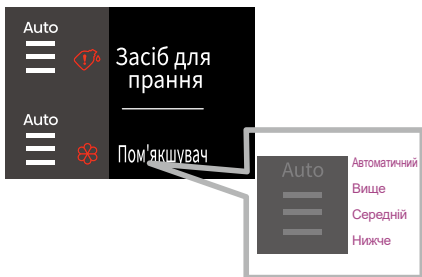 Auto
Засіб для
прання
Auto
Пом'якшувач
Auto
Автоматичний
Вище
Середній
Нижче